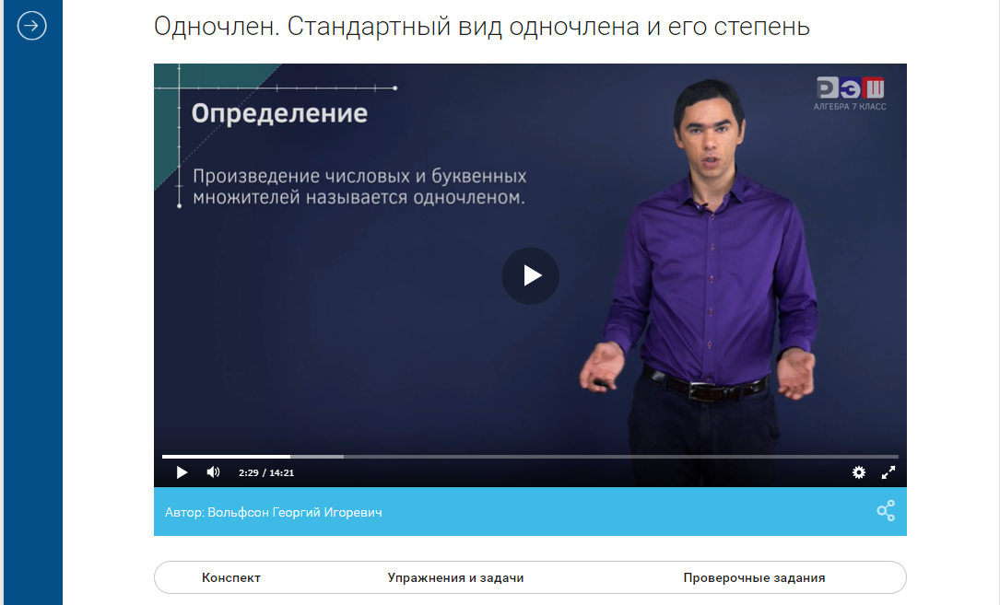 Одночлен. Стандартный вид одночлена и его степень
РЭШ
АЛГЕБРА 7 КЛАСС
Определение
Произведение числовых и буквенных
множителей называется одночленом.
2:29 / 14:21
Автор: Вольфсон Георгий Игоревич
Конспект
Упражнения и задачи
Проверочные задания